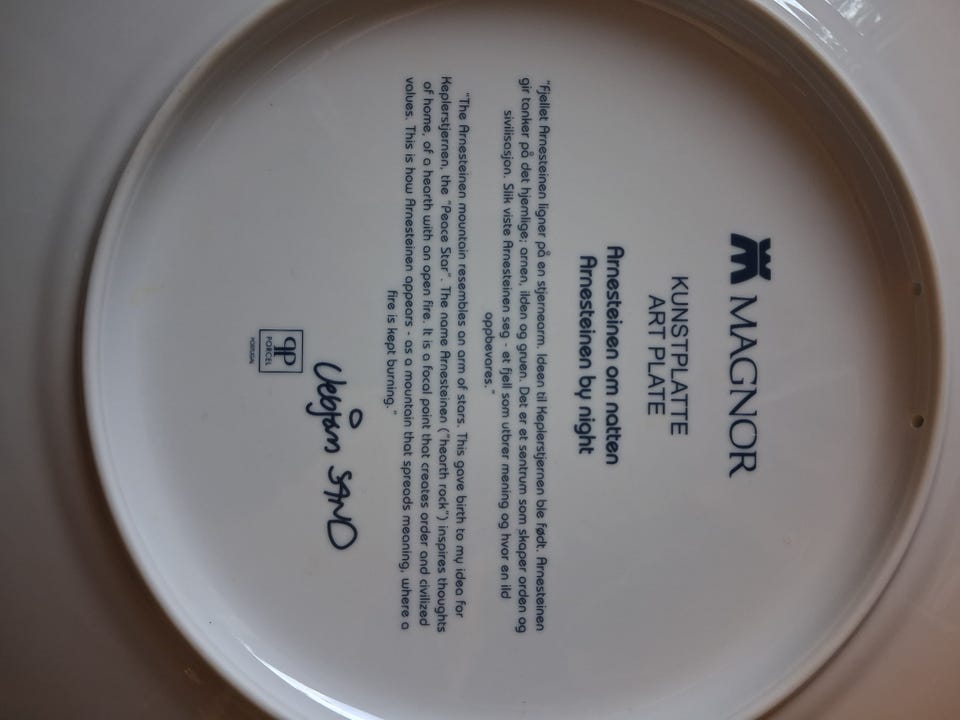 MAGNOR
KUNSTPLATTE
ART PLATE
Arnesteinen om natten
Arnesteinen by night
"Fjellet Arnesteinen ligner på en stjernearm. Ideen til Keplerstjernen ble født. Arnesteinen
gir tanker på det hjemlige; arnen, ilden og gruen. Det er et sentrum som skaper orden og
sivilisasjon. Slik viste Arnesteinen seg - et fjell som utbrer mening og hvor en ild
oppbevares."
"The Arnesteinen mountain resembles an arm of stars. This gave birth to my idea for
Keplerstjernen, the "Peace Star". The name Arnesteinen ("hearth rock") inspires thoughts
of home, of a hearth with an open fire. It is a focal point that creates order and civilized
values. This is how Arnesteinen appears - as a mountain that spreads meaning, where a
fire is kept burning."
Vebjørn SAND
PORCEL
PORTUGAL